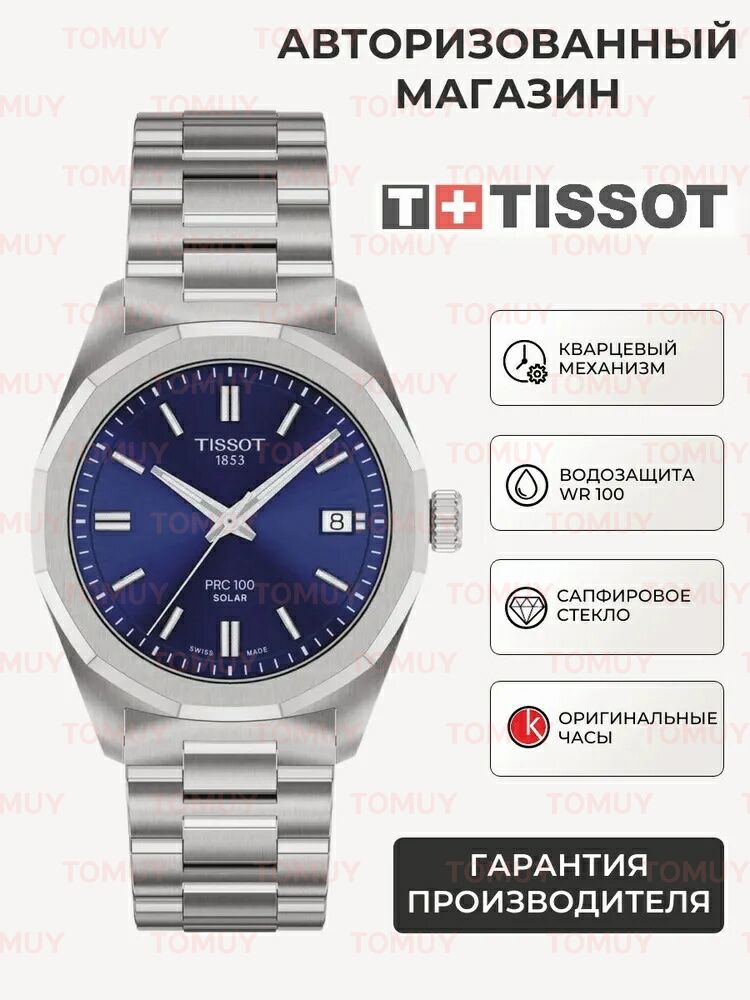 АВТОРИЗОВАННЫЙ
МАГАЗИН
T+TISSOT
КВАРЦЕВЫЙ
МЕХАНИЗМ
TISSOT
1853
8
PRC 100
SOLAR
SWISS MADE
ВОДОЗАЩИТА
WR 100
САПФИРОВОЕ
СТЕКЛО
k
ОРИГИНАЛЬНЫЕ
ЧАСЫ
ГАРАНТИЯ
ПРОИЗВОДИТЕЛЯ
TOMUY